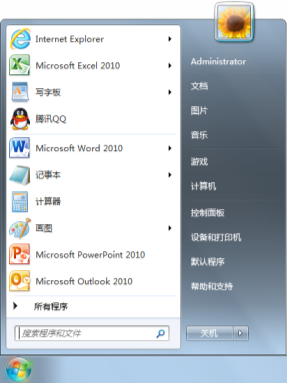 Internet Explorer
Microsoft Excel 2010
写字板
腾讯QQ
Microsoft Word 2010
记事本
计算器
画图
Microsoft PowerPoint 2010
Microsoft Outlook 2010
所有程序
搜索程序和文件
Administrator
文档
图片
音乐
游戏
计算机
控制面板
设备和打印机
默认程序
帮助和支持
关机